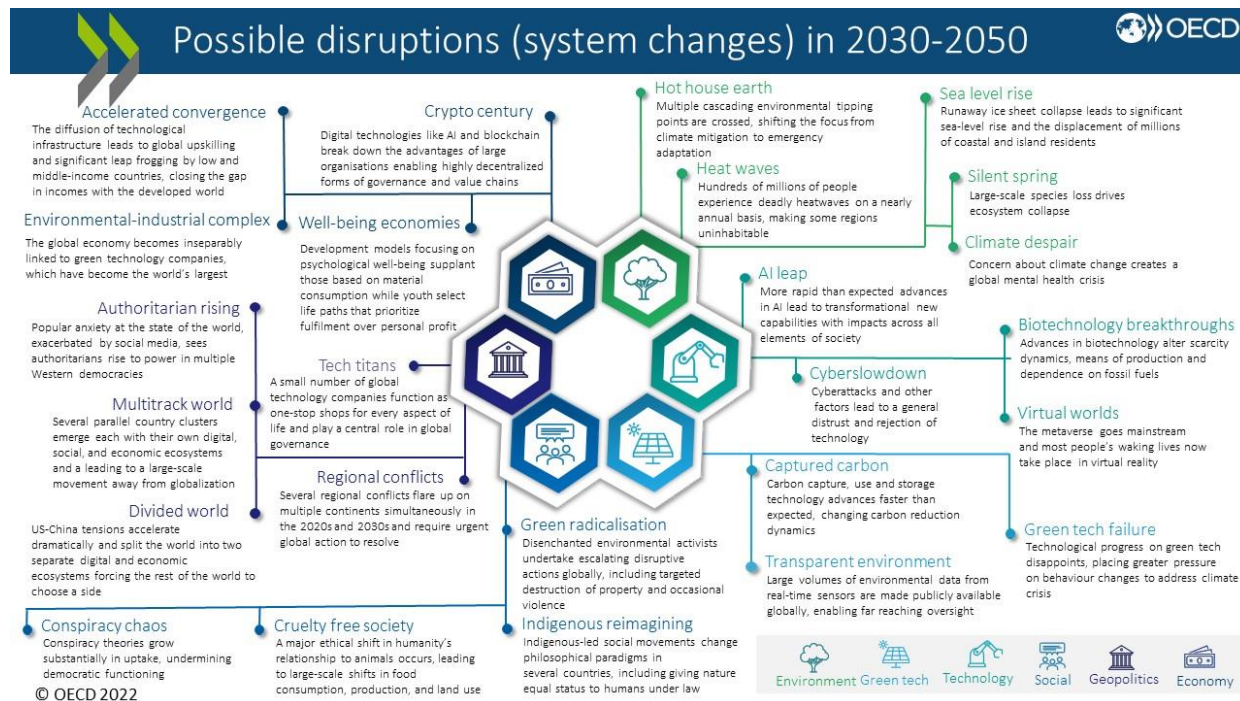 Possible disruptions (system changes) in 2030-2050
OECD
Accelerated convergence
The diffusion of technological
infrastructure leads to global upskilling
and significant leap frogging by low and
middle-income countries, closing the gap
in incomes with the developed world
Crypto century
Digital technologies like AI and blockchain
break down the advantages of large
organisations enabling highly decentralized
forms of governance and value chains
Environmental-industrial complex
The global economy becomes inseparably
linked to green technology companies,
which have become the world's largest
Well-being economies
Development models focusing on
psychological well-being supplant
those based on material
consumption while youth select
life paths that prioritize
fulfilment over personal profit
Hot house earth
Multiple cascading environmental tipping
points are crossed, shifting the focus from
climate mitigation to emergency
adaptation
Heat waves
Hundreds of millions of people
experience deadly heatwaves on a nearly
annual basis, making some regions
uninhabitable
Sea level rise
Runaway ice sheet collapse leads to significant
sea-level rise and the displacement of millions
of coastal and island residents
Silent spring
Large-scale species loss drives
ecosystem collapse
Climate despair
Concern about climate change creates a
global mental health crisis
Authoritarian rising
Popular anxiety at the state of the world,
exacerbated by social media, sees
authoritarians rise to power in multiple
Western democracies
Tech titans
A small number of global
technology companies function as
one-stop shops for every aspect of
life and play a central role in global
governance
Multitrack world
Several parallel country clusters
emerge each with their own digital,
social, and economic ecosystems
and a leading to a large-scale
movement away from globalization
Regional conflicts
Several regional conflicts flare up on
multiple continents simultaneously in
the 2020s and 2030s and require urgent
global action to resolve
Divided world
US-China tensions accelerate
dramatically and split the world into two
separate digital and economic
ecosystems forcing the rest of the world to
choose a side
AI leap
More rapid than expected advances
in AI lead to transformational new
capabilities with impacts across all
elements of society
Biotechnology breakthroughs
Advances in biotechnology alter scarcity
dynamics, means of production and
dependence on fossil fuels
Cyberslowdown
Cyberattacks and other
factors lead to a general
distrust and rejection of
technology
Virtual worlds
The metaverse goes mainstream
and most people's waking lives now
take place in virtual reality
Captured carbon
Carbon capture, use and storage
technology advances faster than
expected, changing carbon reduction
dynamics
Green tech failure
Technological progress on green tech
disappoints, placing greater pressure
on behaviour changes to address climate
crisis
Transparent environment
Large volumes of environmental data from
real-time sensors are made publicly available
globally, enabling far reaching oversight
Green radicalisation
Disenchanted environmental activists
undertake escalating disruptive
actions globally, including targeted
destruction of property and occasional
violence
Conspiracy chaos
Conspiracy theories grow
substantially in uptake, undermining
democratic functioning
Cruelty free society
A major ethical shift in humanity's
relationship to animals occurs, leading
to large-scale shifts in food
consumption, production, and land use
Indigenous reimagining
Indigenous-led social movements change
philosophical paradigms in
several countries, including giving nature
equal status to humans under law
Environment Green tech Technology Social Geopolitics Economy
© OECD 2022